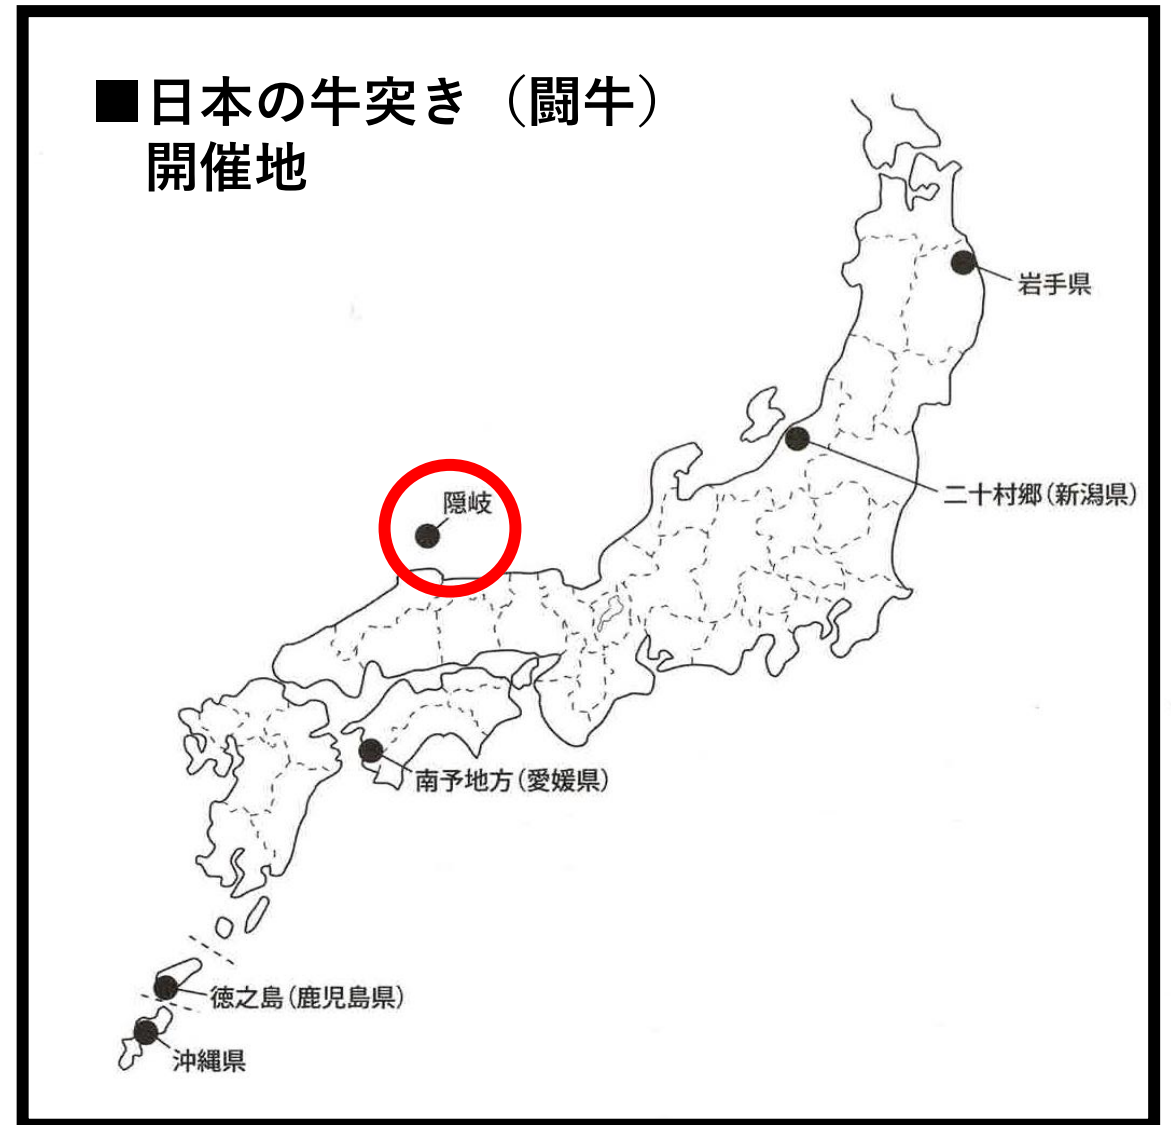 ■日本の牛突き（闘牛）
開催地
岩手県
二十村郷(新潟県)
隠岐
南予地方(愛媛県)
徳之島(鹿児島県)
沖縄県